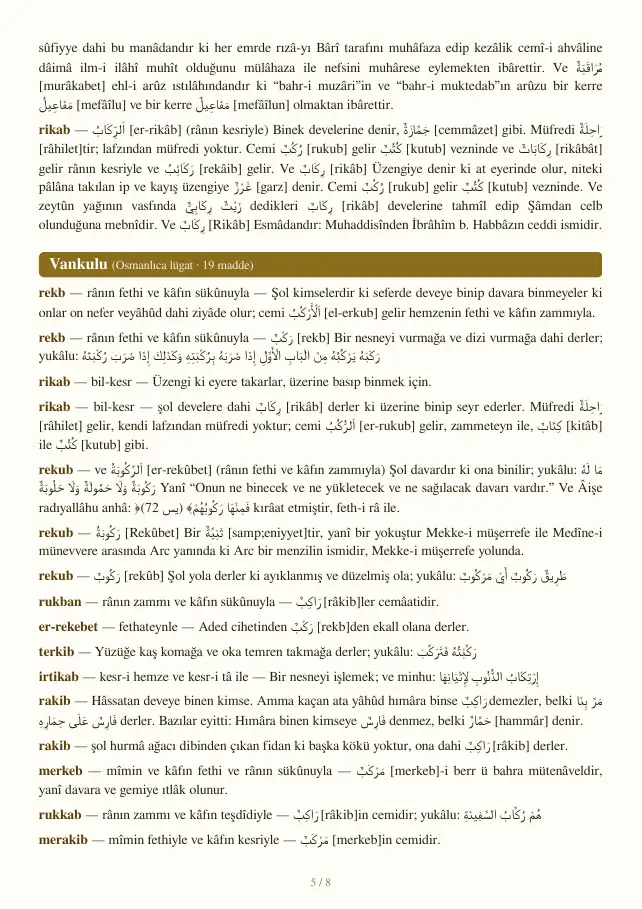 sûfiyye dahi bu manâdandır ki her emrde rızâ-yı Bârî tarafını muhâfaza edip kezâlik cemî-i ahvâline
dâimâ ilm-i ilâhî muhît olduğunu mülâhaza ile nefsini muhârese eylemekten ibârettir. Ve مُرَاقَبَةٌ
[murâkabet] ehl-i arûz ıstılâhındandır ki “bahr-i muzâri”in ve “bahr-i muktedab”ın arûzu bir kerre
مَفَاعِيلُ [mefâîlu] ve bir kerre مَفَاعِيلُنْ [mefâîlun] olmaktan ibârettir.
rikab — اَلرِّكَابُ [er-rikâb] (rânın kesriyle) Binek develerine denir, جَمَّازَةٌ [cemmâzet] gibi. Müfredi رَاحِلَةٌ
[râhilet]tir; lafzından müfredi yoktur. Cemi رُكُبٌ [rukub] gelir كُتُبٌ [kutub] vezninde ve رِكَابَاتٌ [rikâbât]
gelir rânın kesriyle ve رَكَائِبُ [rekâib] gelir. Ve رِكَابٌ [rikâb] Üzengiye denir ki at eyerinde olur, niteki
pâlâna takılan ip ve kayış üzengiye غَرْزٌ [garz] denir. Cemi رُكُبٌ [rukub] gelir كُتُبٌ [kutub] vezninde. Ve
zeytûn yağının vasfında زَيْتٌ رِكَابِيٌّ dedikleri رِكَابٌ [rikâb] develerine tahmîl edip Şâmdan celb
olunduğuna mebnîdir. Ve رِكَابٌ [Rikâb] Esmâdandır: Muhaddisînden İbrâhîm b. Habbâzın ceddi ismidir.
Vankulu (Osmanlıca lügat · 19 madde)
rekb — rânın fethi ve kâfın sükûnuyla — Şol kimselerdir ki seferde deveye binip davara binmeyeler ki
onlar on nefer veyâhûd dahi ziyâde olur; cemi اَلْأَرْكُبُ [el-erkub] gelir hemzenin fethi ve kâfın zammıyla.
rekb — rânın fethi ve kâfın sükûnuyla — رَكْبٌ [rekb] Bir nesneyi vurmağa ve dizi vurmağa dahi derler;
yukâlu: رَكَبَهُ يَرْكُبُهُ مِنَ الْبَابِ الْأَوَّلِ إِذَا ضَرَبَهُ بِرُكْبَتِهِ وَكَذٰلِكَ إِذَا ضَرَبَ رُكْبَتَهُ
rikab — bil-kesr — Üzengi ki eyere takarlar, üzerine basıp binmek için.
rikab — bil-kesr — şol develere dahi رِكَابٌ [rikâb] derler ki üzerine binip seyr ederler. Müfredi رَاحِلَةٌ
[râhilet] gelir, kendi lafzından müfredi yoktur; cemi اَلرُّكُبُ [er-rukub] gelir, zammeteyn ile, كِتَابٌ [kitâb]
ile كُتُبٌ [kutub] gibi.
rekub — ve اَلرَّكُوبَةُ [er-rekûbet] (rânın fethi ve kâfın zammıyla) Şol davardır ki ona binilir; yukâlu: مَا لَهُ
رَكُوبَةٌ وَلَا حَمُولَةٌ وَلَا حَلُوبَةٌ Yanî “Onun ne binecek ve ne yükletecek ve ne sağılacak davarı vardır.” Ve Âişe
radıyallâhu anhâ: ﴿فَمِنْهَا رَكُوبُهُمْ﴾ (يس 72) kırâat etmiştir, feth-i râ ile.
rekub — رَكُوبَةُ [Rekûbet] Bir ثَنِيَّةٌ [samp;eniyyet]tir, yanî bir yokuştur Mekke-i müşerrefe ile Medîne-i
münevvere arasında Arc yanında ki Arc bir menzilin ismidir, Mekke-i müşerrefe yolunda.
rekub — رَكُوبٌ [rekûb] Şol yola derler ki ayıklanmış ve düzelmiş ola; yukâlu: طَرِيقٌ رَكُوبٌ أَيْ مَرْكُوبٌ
rukban — rânın zammı ve kâfın sükûnuyla — رَاكِبٌ [râkib]ler cemâatidir.
er-rekebet — fethateynle — Aded cihetinden رَكْبٌ [rekb]den ekall olana derler.
terkib — Yüzüğe kaş komağa ve oka temren takmağa derler; yukâlu: رَكَّبْتُهُ فَتَرَكَّبَ
irtikab — kesr-i hemze ve kesr-i tâ ile — Bir nesneyi işlemek; ve minhu: اِرْتِكَابُ الذُّنُوبِ لِإِتْيَانِهَا
rakib — Hâssatan deveye binen kimse. Amma kaçan ata yâhûd hımâra binse رَاكِبٌ demezler, belki مَرَّ بِنَا
فَارِسٌ عَلَى حِمَارِهِ derler. Bazılar eyitti: Hımâra binen kimseye فَارِسٌ denmez, belki حَمَّارٌ [hammâr] denir.
rakib — şol hurmâ ağacı dibinden çıkan fidan ki başka kökü yoktur, ona dahi رَاكِبٌ [râkib] derler.
merkeb — mîmin ve kâfın fethi ve rânın sükûnuyla — مَرْكَبٌ [merkeb]-i berr ü bahra mütenâveldir,
yanî davara ve gemiye ıtlâk olunur.
rukkab — rânın zammı ve kâfın teşdîdiyle — رَاكِبٌ [râkib]in cemidir; yukâlu: هُمْ رُكَّابُ السَّفِينَةِ
merakib — mîmin fethiyle ve kâfın kesriyle — مَرْكَبٌ [merkeb]in cemidir.
5 / 8